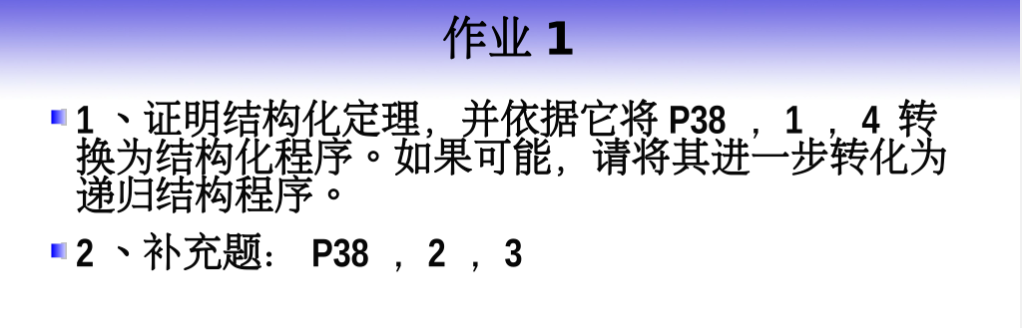 作业 1
1 、证明结构化定理，并依据它将 P38 ，1 ，4 转
换为结构化程序。如果可能，请将其进一步转化为
递归结构程序。
2 、补充题： P38 ，2 ，3